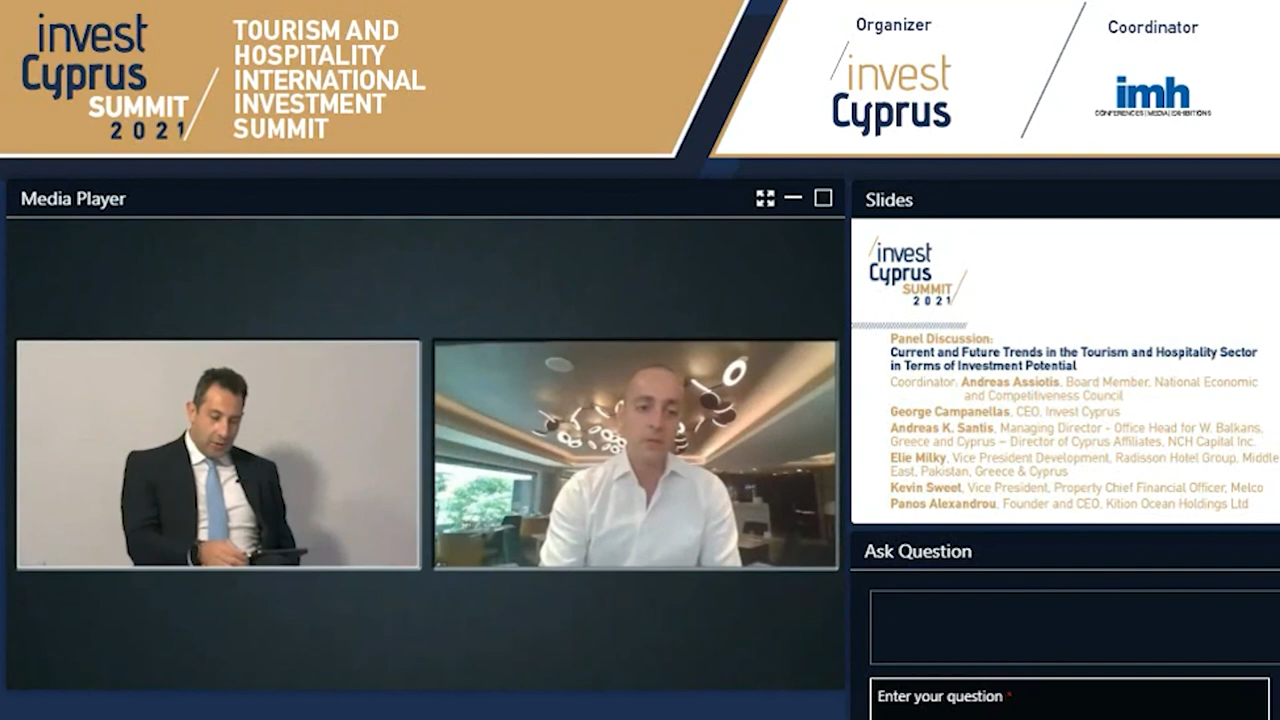 invest
Cyprus
SUMMIT
2021
TOURISM AND
HOSPITALITY
INTERNATIONAL
INVESTMENT
SUMMIT
Organizer
invest
Cyprus
Coordinator
imh
CONFERENCES | MEDIA | EXHIBITIONS
Media Player
Slides
invest
Cyprus
SUMMIT
2021
Panel Discussion:
Current and Future Trends in the Tourism and Hospitality Sector
in Terms of Investment Potential
Coordinator, Andreas Assiotis, Board Member, National Economic
and Competitiveness Council
George Campanellas, CEO, Invest Cyprus
Andreas K. Santis, Managing Director - Office Head for W. Balkans,
Greece and Cyprus – Director of Cyprus Affiliates, NCH Capital Inc.
Elie Milky, Vice President Development, Radisson Hotel Group, Middle
East, Pakistan, Greece & Cyprus
Kevin Sweet, Vice President, Property Chief Financial Officer, Melco
Panos Alexandrou, Founder and CEO, Kition Ocean Holdings Ltd
Ask Question
Enter your question *